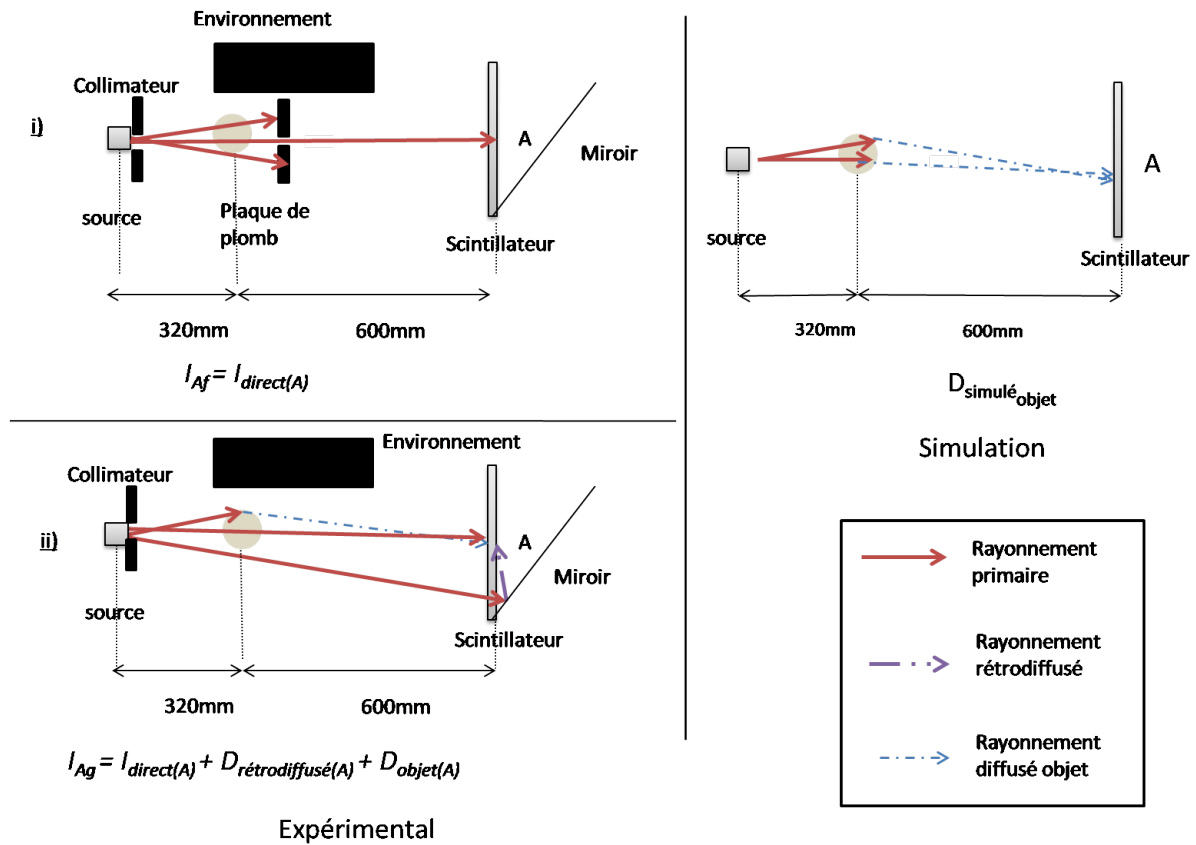 Environnement
Collimateur
i)
A
Miroir
source
Plaque de
plomb
Scintillateur
320mm
600mm
I_Af = I_direct(A)
Environnement
Collimateur
ii)
A
Miroir
source
Scintillateur
320mm
600mm
I_Ag = I_direct(A) + D_rétrodiffusé(A) + D_objet(A)
Expérimental
A
source
Scintillateur
320mm
600mm
D_simulé_objet
Simulation
Rayonnement
primaire
Rayonnement
rétrodiffusé
Rayonnement
diffusé objet